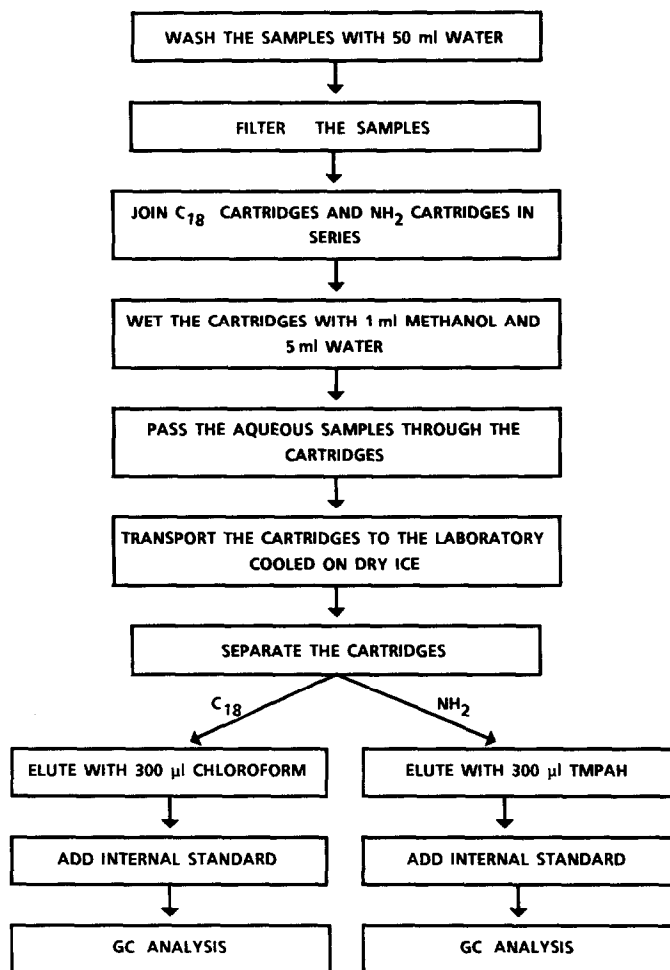 WASH THE SAMPLES WITH 50 ml WATER
FILTER THE SAMPLES
JOIN C18 CARTRIDGES AND NH2 CARTRIDGES IN
SERIES
WET THE CARTRIDGES WITH 1 ml METHANOL AND
5 ml WATER
PASS THE AQUEOUS SAMPLES THROUGH THE
CARTRIDGES
TRANSPORT THE CARTRIDGES TO THE LABORATORY
COOLED ON DRY ICE
SEPARATE THE CARTRIDGES
C18
NH2
ELUTE WITH 300 µl CHLOROFORM
ELUTE WITH 300 µl TMPAH
ADD INTERNAL STANDARD
ADD INTERNAL STANDARD
GC ANALYSIS
GC ANALYSIS